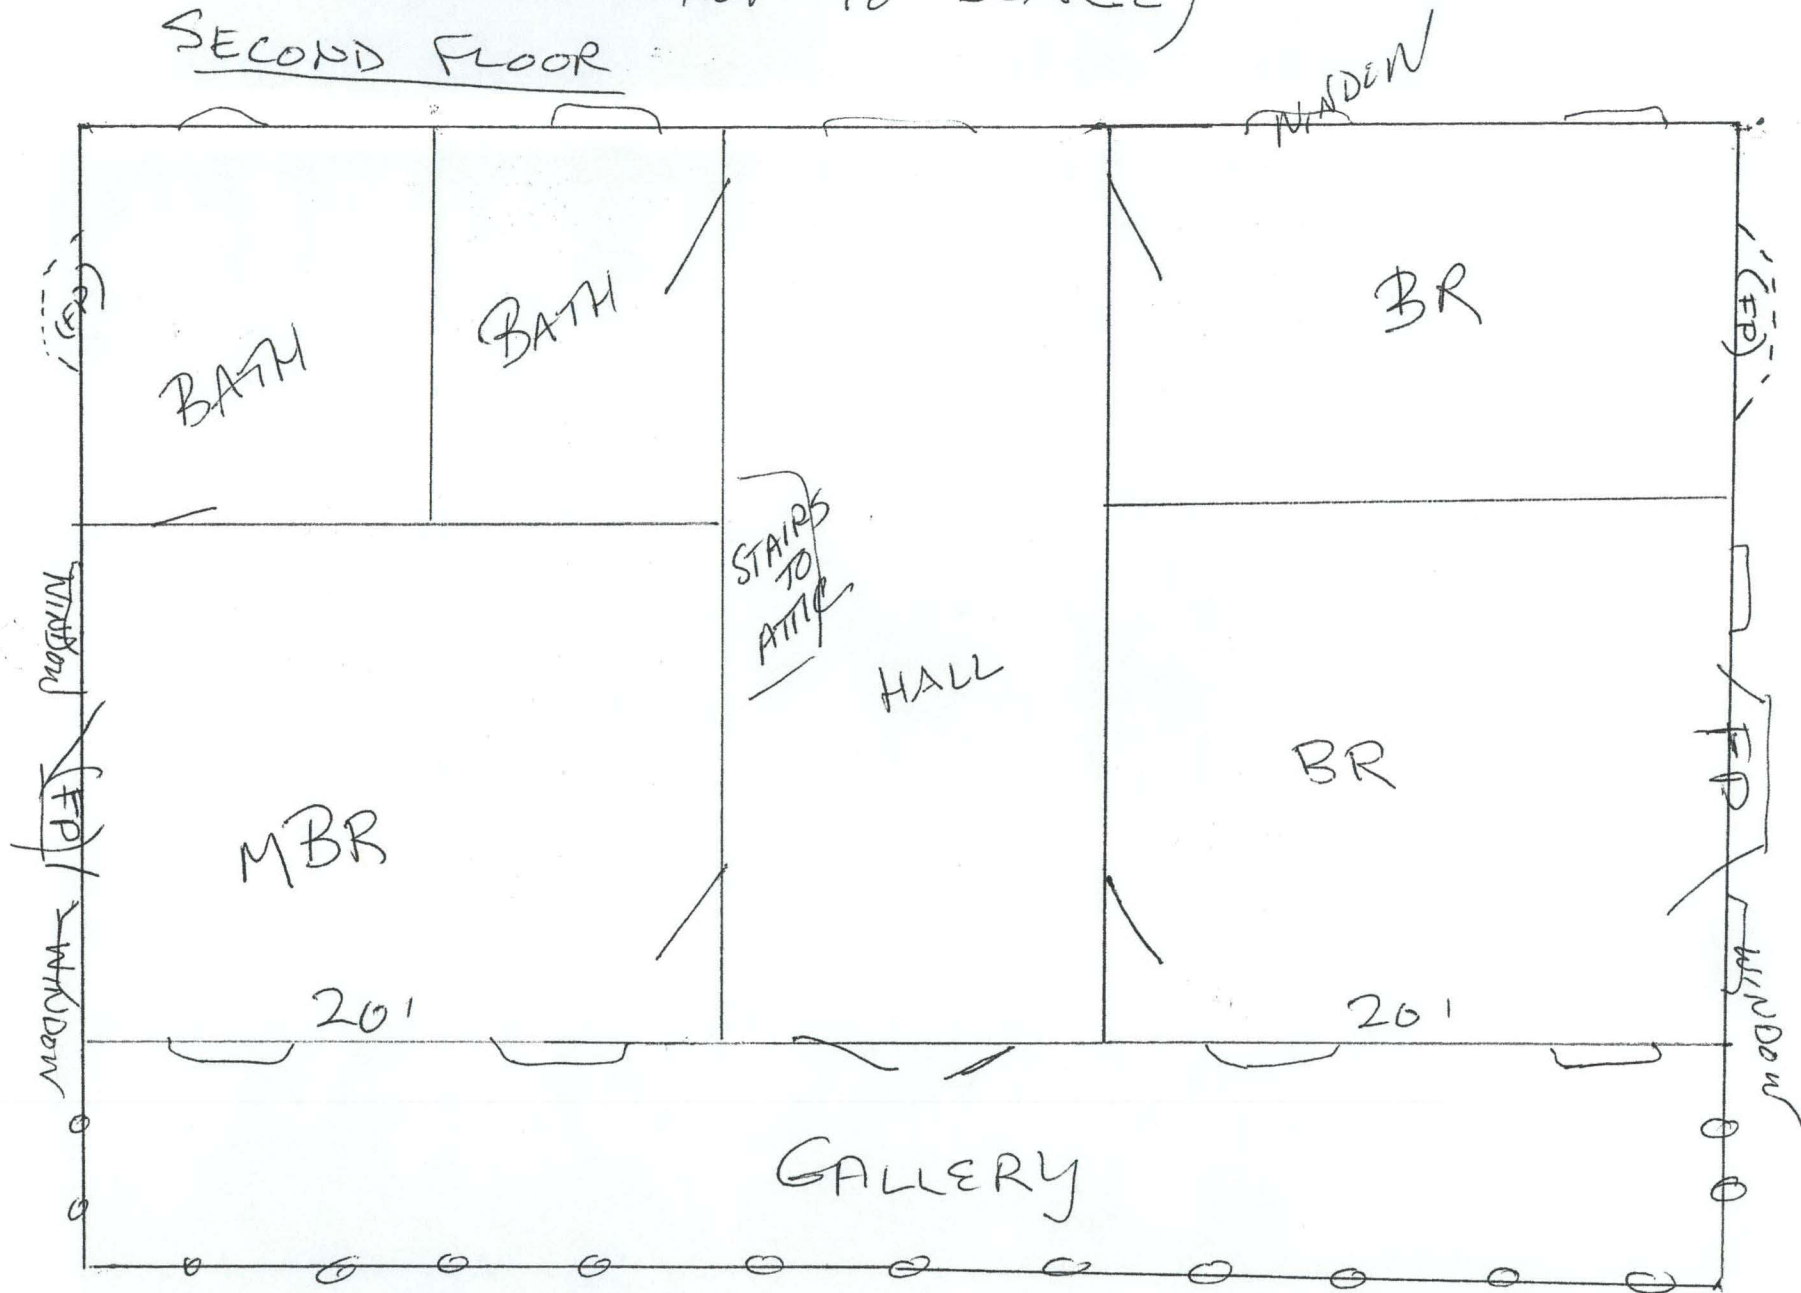 SECOND FLOOR
WINDOW
BATH
BATH
BR
(FP)
(FP)
STAIRS
TO
ATTIC
HALL
WINDOW
(FP)
MBR
BR
FP
WINDOW
WINDOW
20'
20'
GALLERY